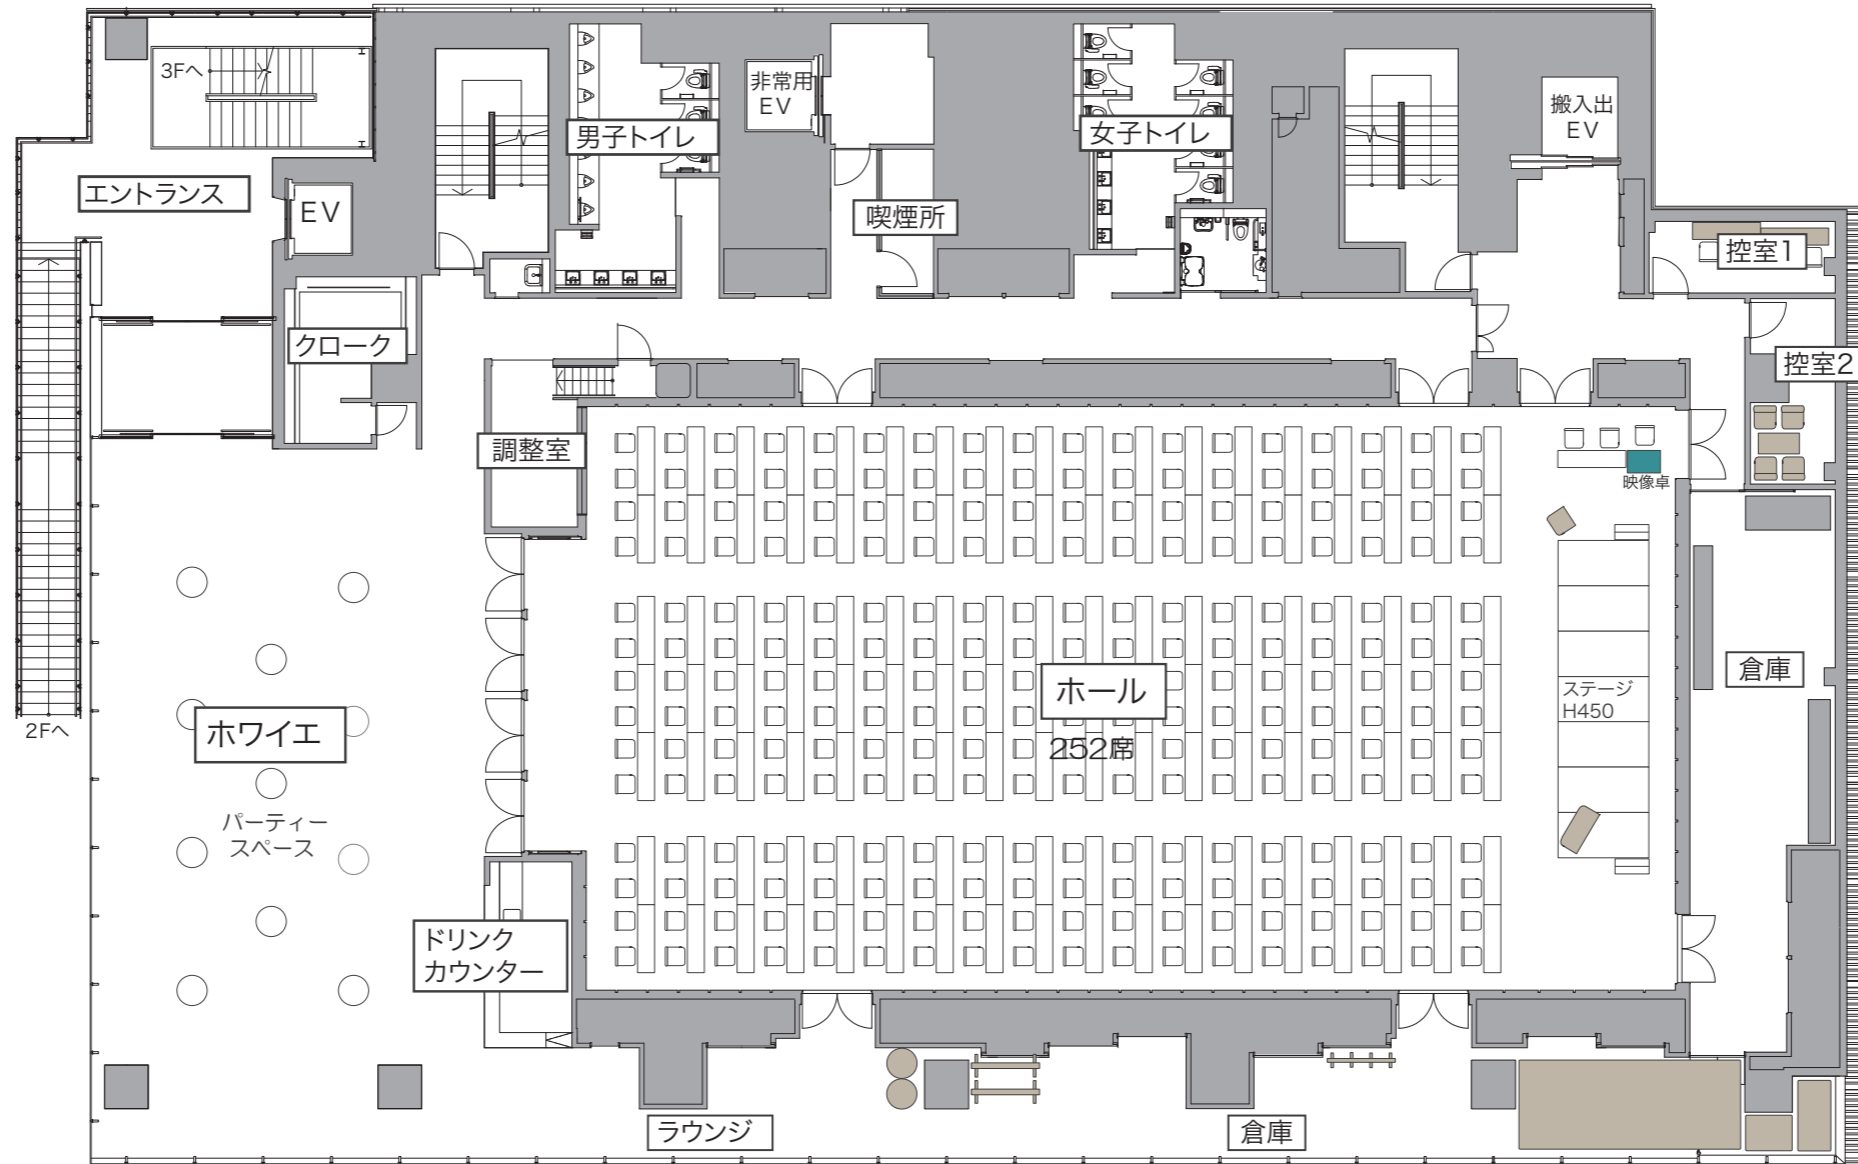 3Fへ
非常用
EV
搬入出
EV
男子トイレ
女子トイレ
エントランス
EV
喫煙所
控室1
クローク
控室2
調整室
映像卓
ホール
252席
ステージ
H450
倉庫
2Fへ
ホワイエ
パーティー
スペース
ドリンク
カウンター
ラウンジ
倉庫